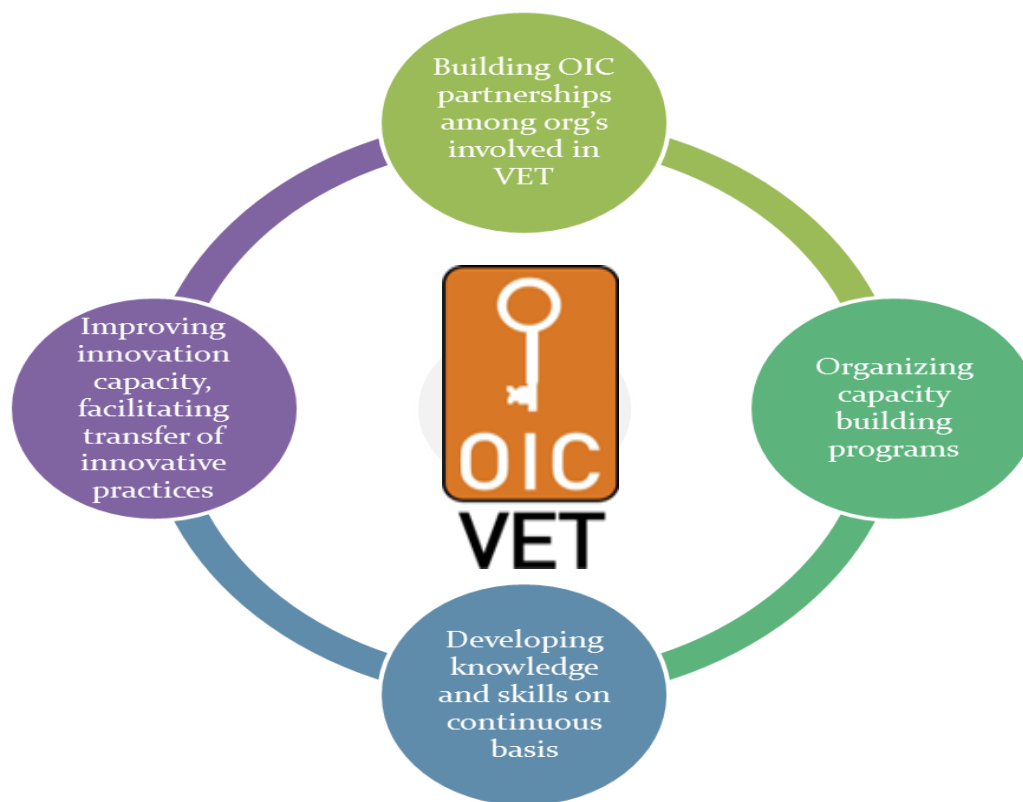 Building OIC
partnerships
among org's
involved in
VET
Organizing
capacity
building
programs
Developing
knowledge
and skills on
continuous
basis
Improving
innovation
capacity,
facilitating
transfer of
innovative
practices
OIC
VET